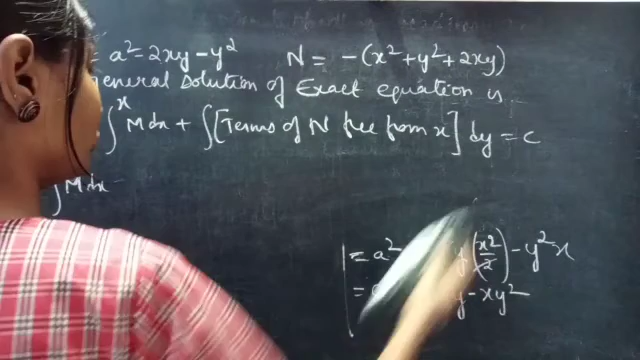 a² - 2xy - y² N = - (x² + y² + 2xy)
General Solution of Exact equation is
∫ˣ M dx + ∫ [Terms of N free from x] dy = C
∫ M dx
= a² y (x²/2) - y² x
= y - xy²